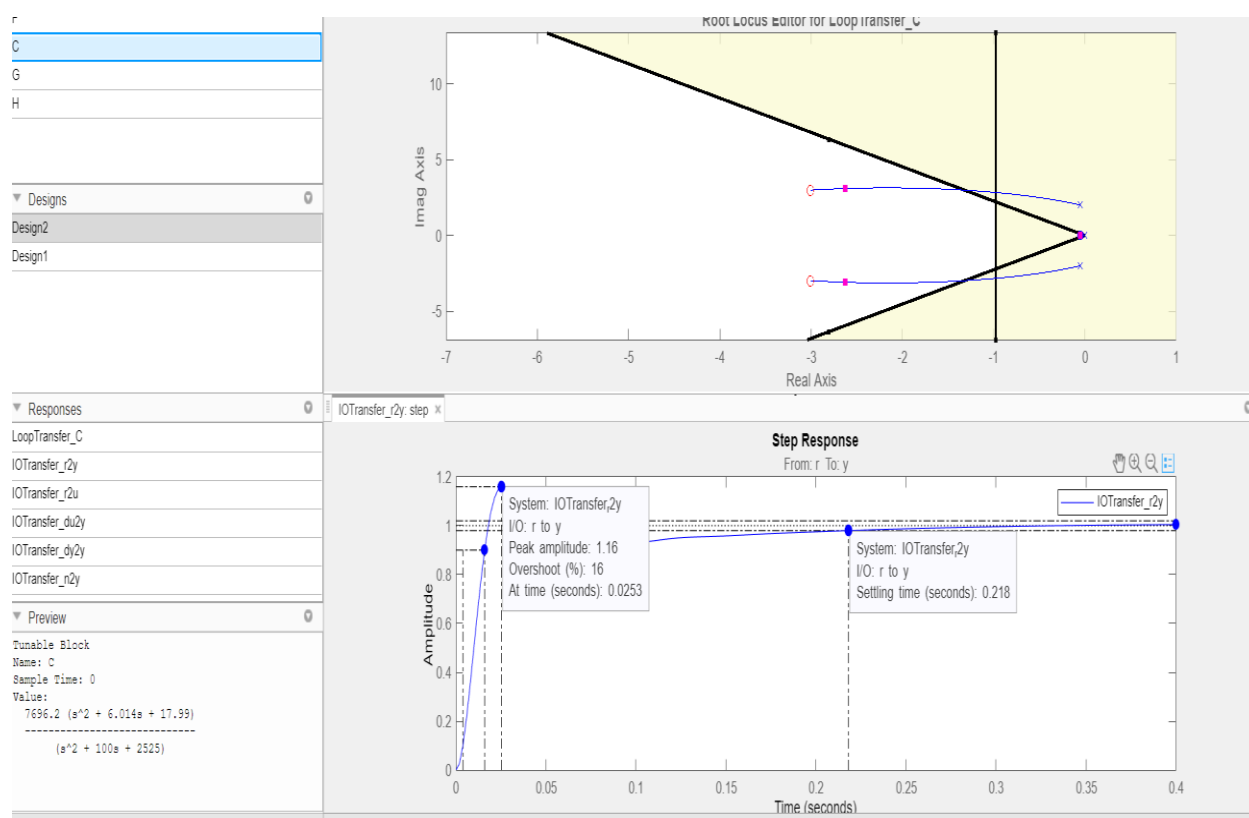 F
C
G
H
Designs
Design2
Design1
Responses
LoopTransfer_C
IOTransfer_r2y
IOTransfer_r2u
IOTransfer_du2y
IOTransfer_dy2y
IOTransfer_n2y
Preview
Tunable Block
Name: C
Sample Time: 0
Value:
7696.2 (s^2 + 6.014s + 17.99)
-----------------------------
(s^2 + 100s + 2525)
Root Locus Editor for LoopTransfer_C
Imag Axis
10
5
0
-5
-7 -6 -5 -4 -3 -2 -1 0 1
Real Axis
IOTransfer_r2y: step
Step Response
From: r To: y
IOTransfer_r2y
Amplitude
1.2
1
0.8
0.6
0.4
0.2
0
System: IOTransfer,2y
I/O: r to y
Peak amplitude: 1.16
Overshoot (%): 16
At time (seconds): 0.0253
System: IOTransfer,2y
I/O: r to y
Settling time (seconds): 0.218
0 0.05 0.1 0.15 0.2 0.25 0.3 0.35 0.4
Time (seconds)